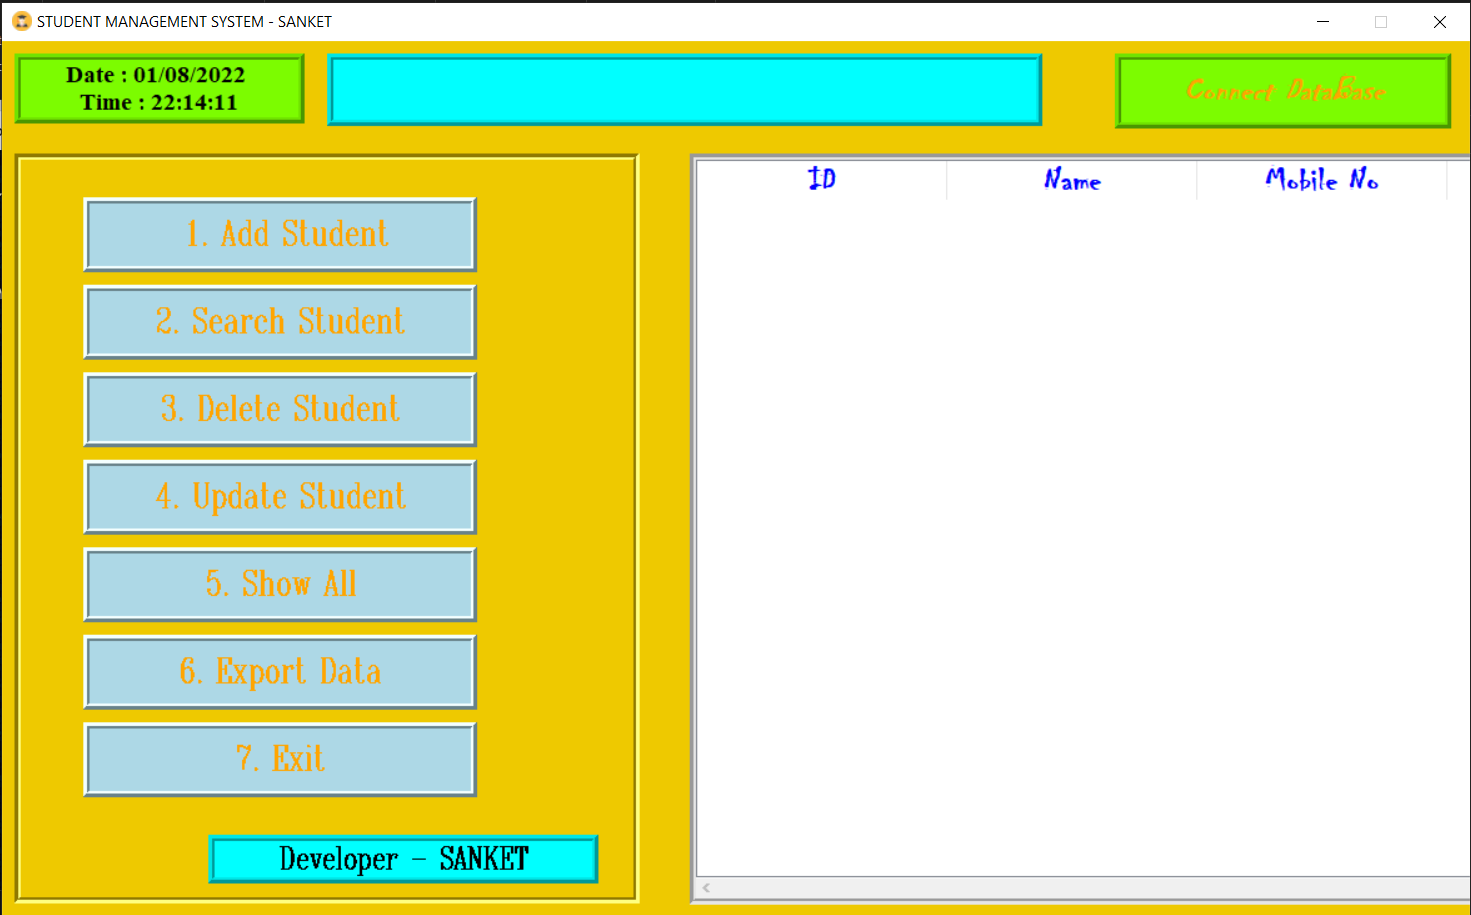 STUDENT MANAGEMENT SYSTEM - SANKET
Date : 01/08/2022
Time : 22:14:11
Connect DataBase
1. Add Student
2. Search Student
3. Delete Student
4. Update Student
5. Show All
6. Export Data
7. Exit
Developer - SANKET
ID Name Mobile No